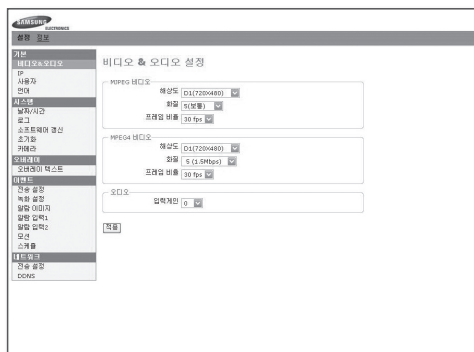 SAMSUNG
ELECTRONICS
설정 정보
기본
비디오&오디오
IP
사용자
언어
시스템
날짜/시간
로그
소프트웨어 갱신
초기화
카메라
오버레이
오버레이 텍스트
이벤트
전송 설정
녹화 설정
알람 이미지
알람 입력1
알람 입력2
모션
스케쥴
네트워크
전송 설정
DDNS
비디오 & 오디오 설정
MJPEG 비디오
해상도 D1(720X480)
화질 5(보통)
프레임 비율 30 fps
MPEG4 비디오
해상도 D1(720X480)
화질 5 (1.5Mbps)
프레임 비율 30 fps
오디오
입력게인 0
적용